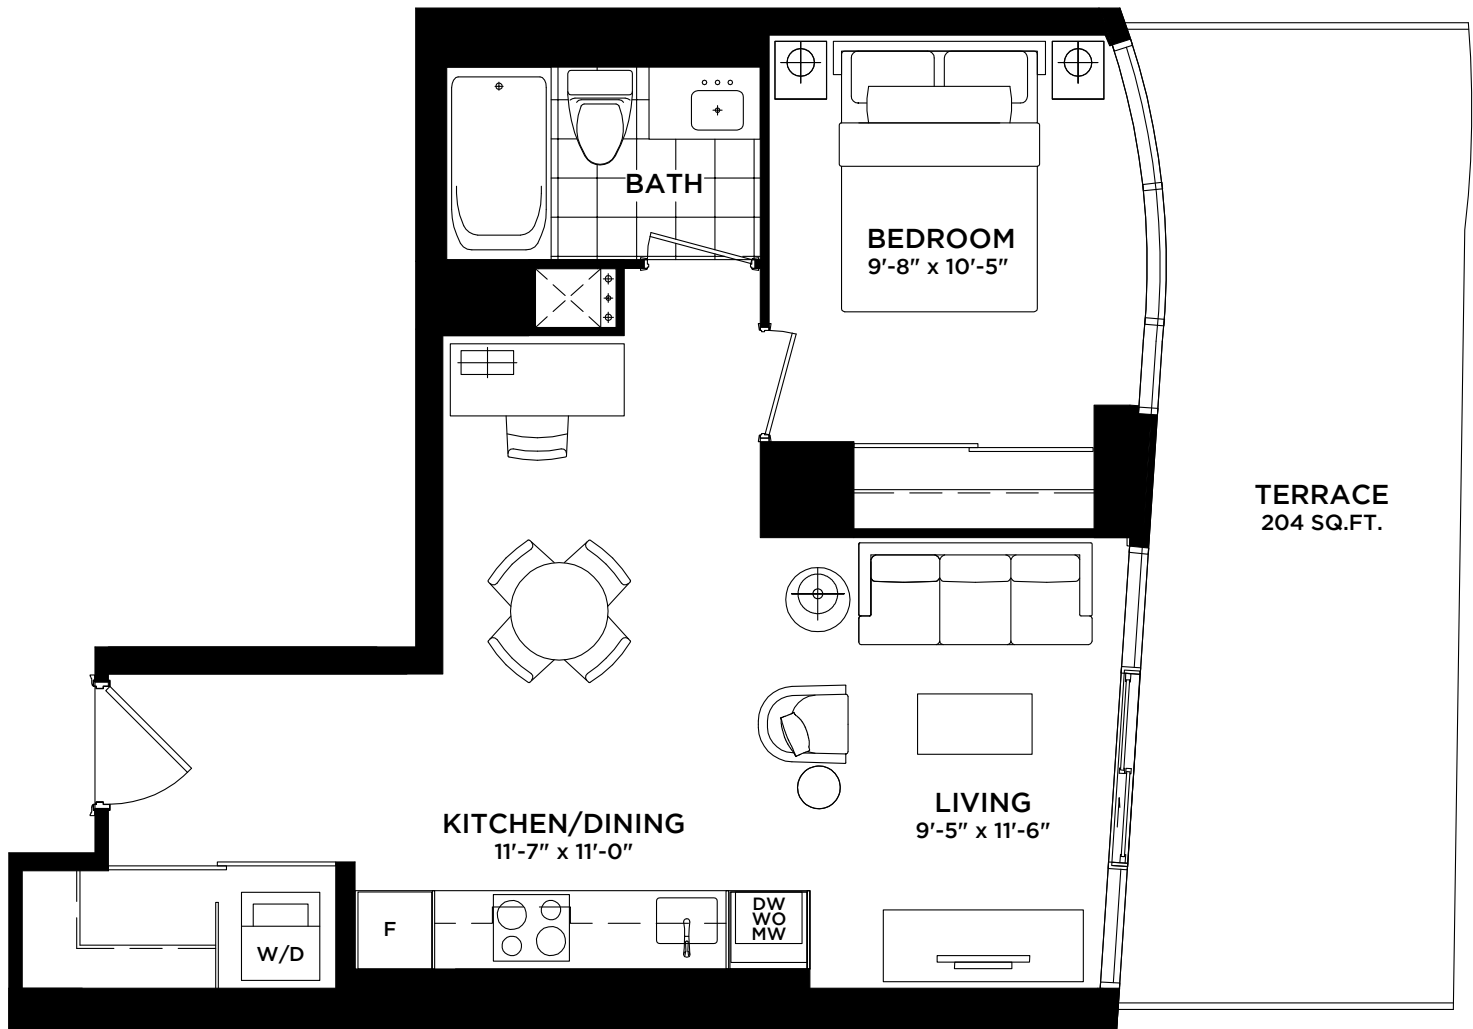 BATH
BEDROOM
9'-8" x 10'-5"
TERRACE
204 SQ.FT.
LIVING
9'-5" x 11'-6"
KITCHEN/DINING
11'-7" x 11'-0"
DW
WO
MW
F
W/D